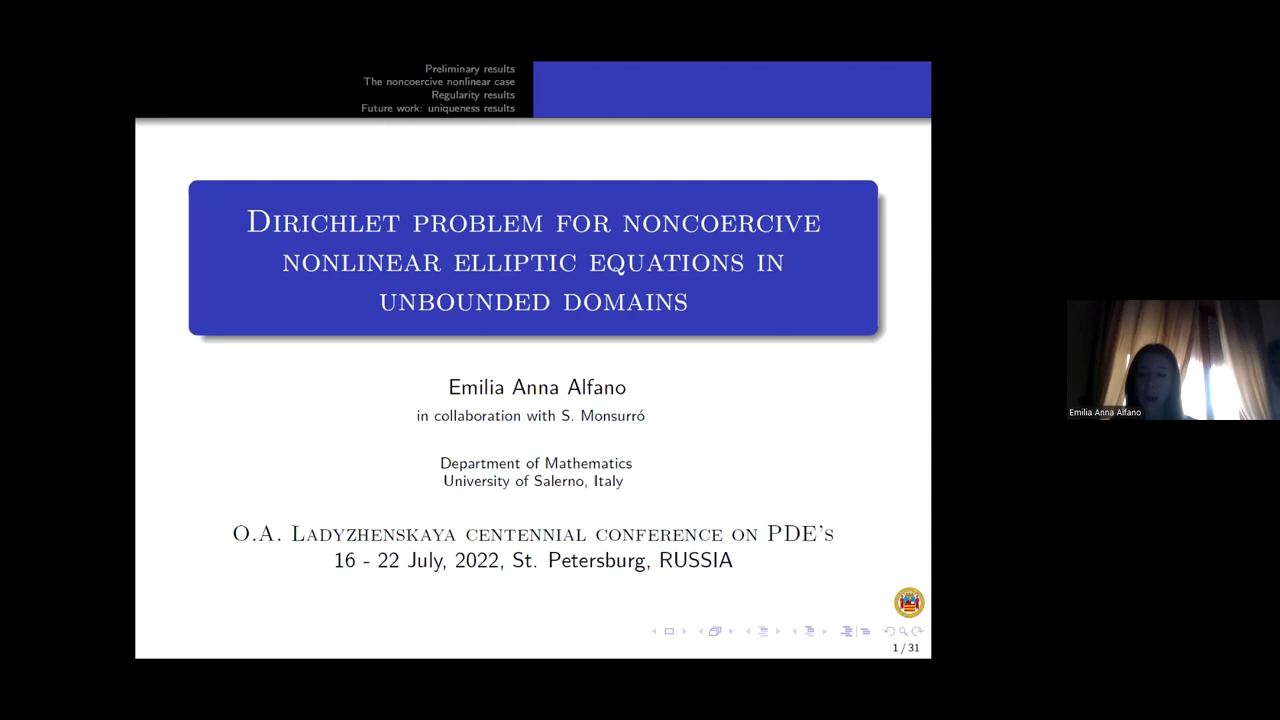 Preliminary results
The noncoercive nonlinear case
Regularity results
Future work: uniqueness results
Dirichlet problem for noncoercive
nonlinear elliptic equations in
unbounded domains
Emilia Anna Alfano
in collaboration with S. Monsurró
Department of Mathematics
University of Salerno, Italy
O.A. Ladyzhenskaya centennial conference on PDE's
16 - 22 July, 2022, St. Petersburg, RUSSIA
1 / 31
Emilia Anna Alfano